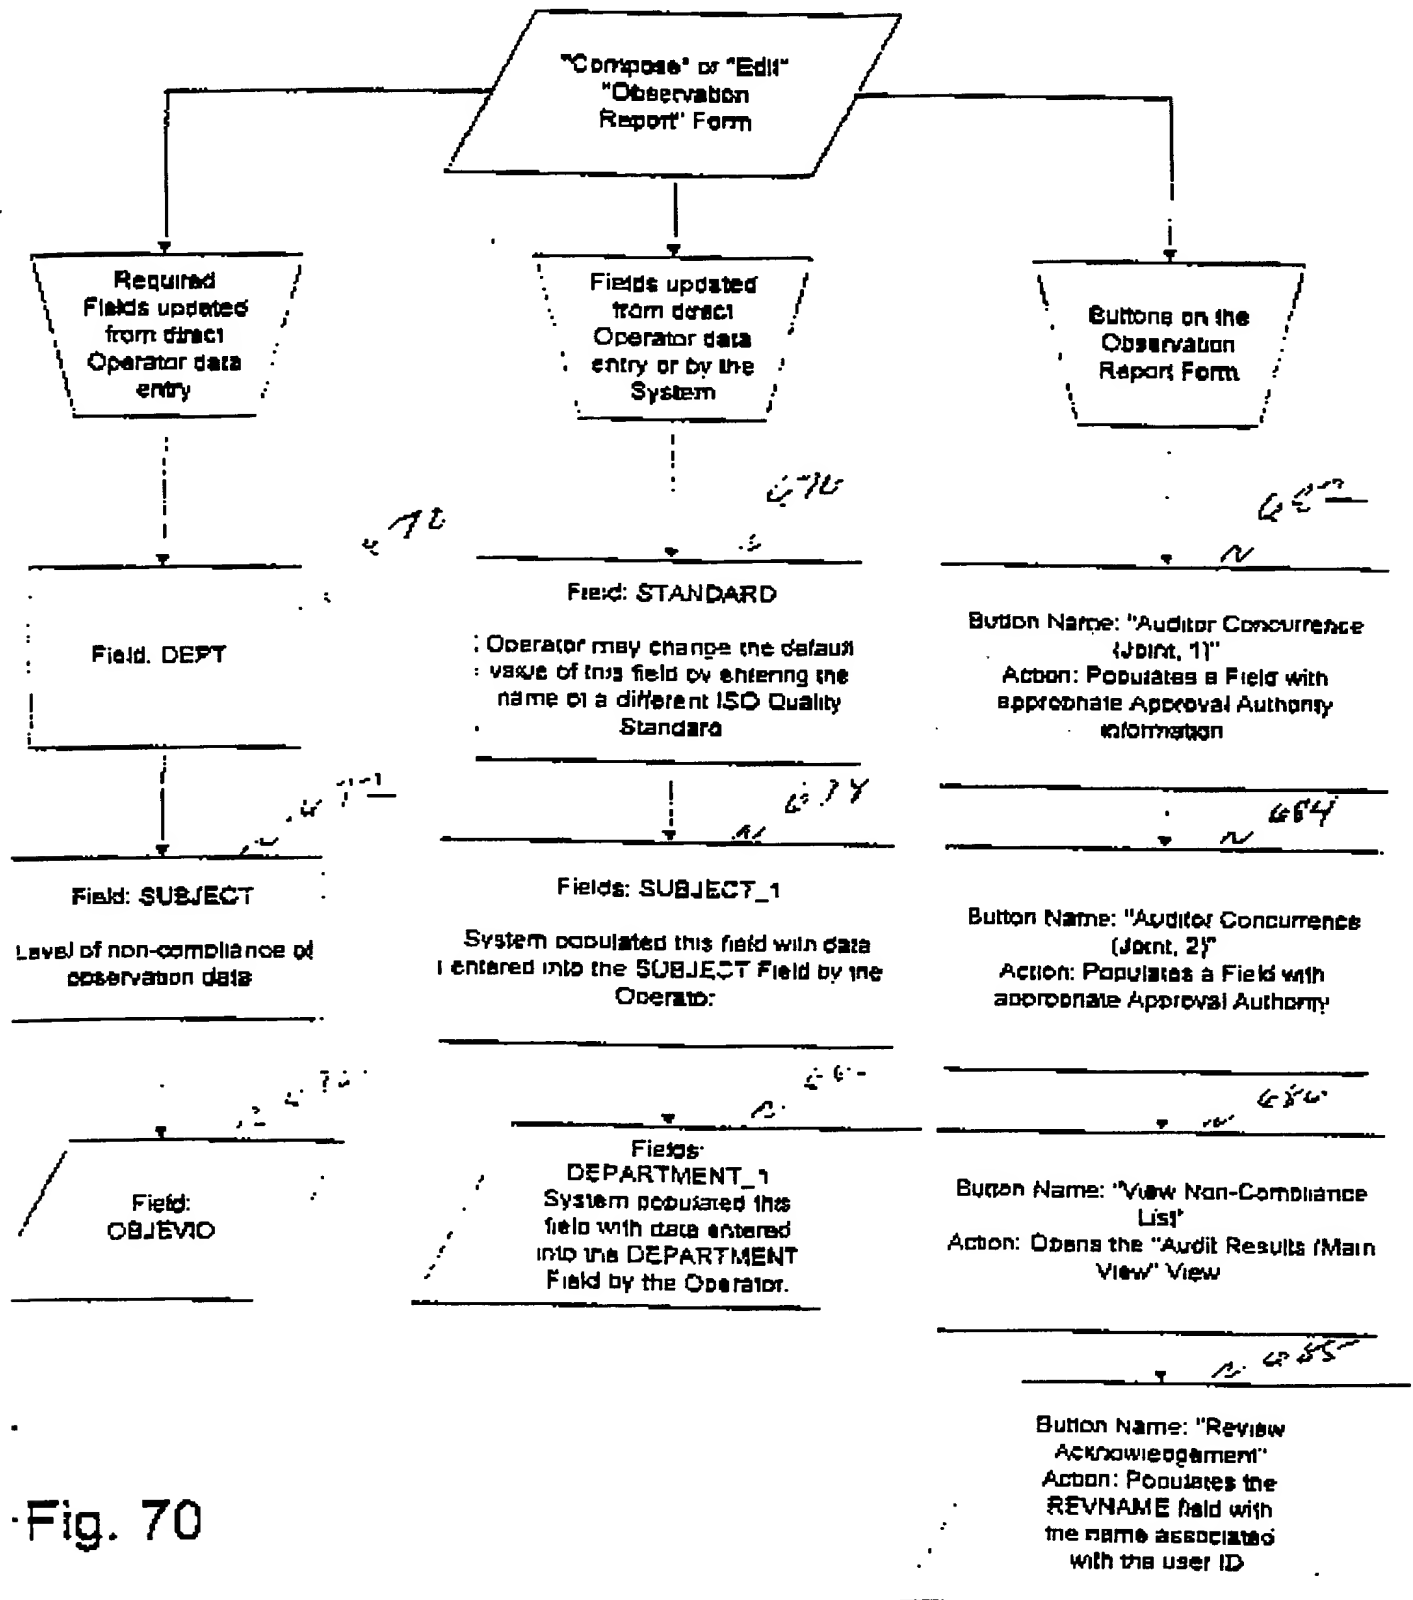 "Compose" or "Edit"
"Observation
Report" Form
Required
Fields updated
from direct
Operator data
entry
Fields updated
from direct
Operator data
entry or by the
System
Buttons on the
Observation
Report Form
Field: DEPT
Field: SUBJECT
Level of non-compliance of
observation data
Field:
OBJEVID
670
Field: STANDARD
Operator may change the default
value of this field by entering the
name of a different ISO Quality
Standard
674
Fields: SUBJECT_1
System populated this field with data
entered into the SUBJECT Field by the
Operator.
Fields:
DEPARTMENT_1
System populated this
field with data entered
into the DEPARTMENT
Field by the Operator.
Button Name: "Auditor Concurrence
(Joint, 1)"
Action: Populates a Field with
appropriate Approval Authority
information
684
Button Name: "Auditor Concurrence
(Joint, 2)"
Action: Populates a Field with
appropriate Approval Authority
686
Button Name: "View Non-Compliance
List"
Action: Opens the "Audit Results (Main
View" View
685
Button Name: "Review
Acknowledgement"
Action: Populates the
REVNAME field with
the name associated
with the user ID
Fig. 70